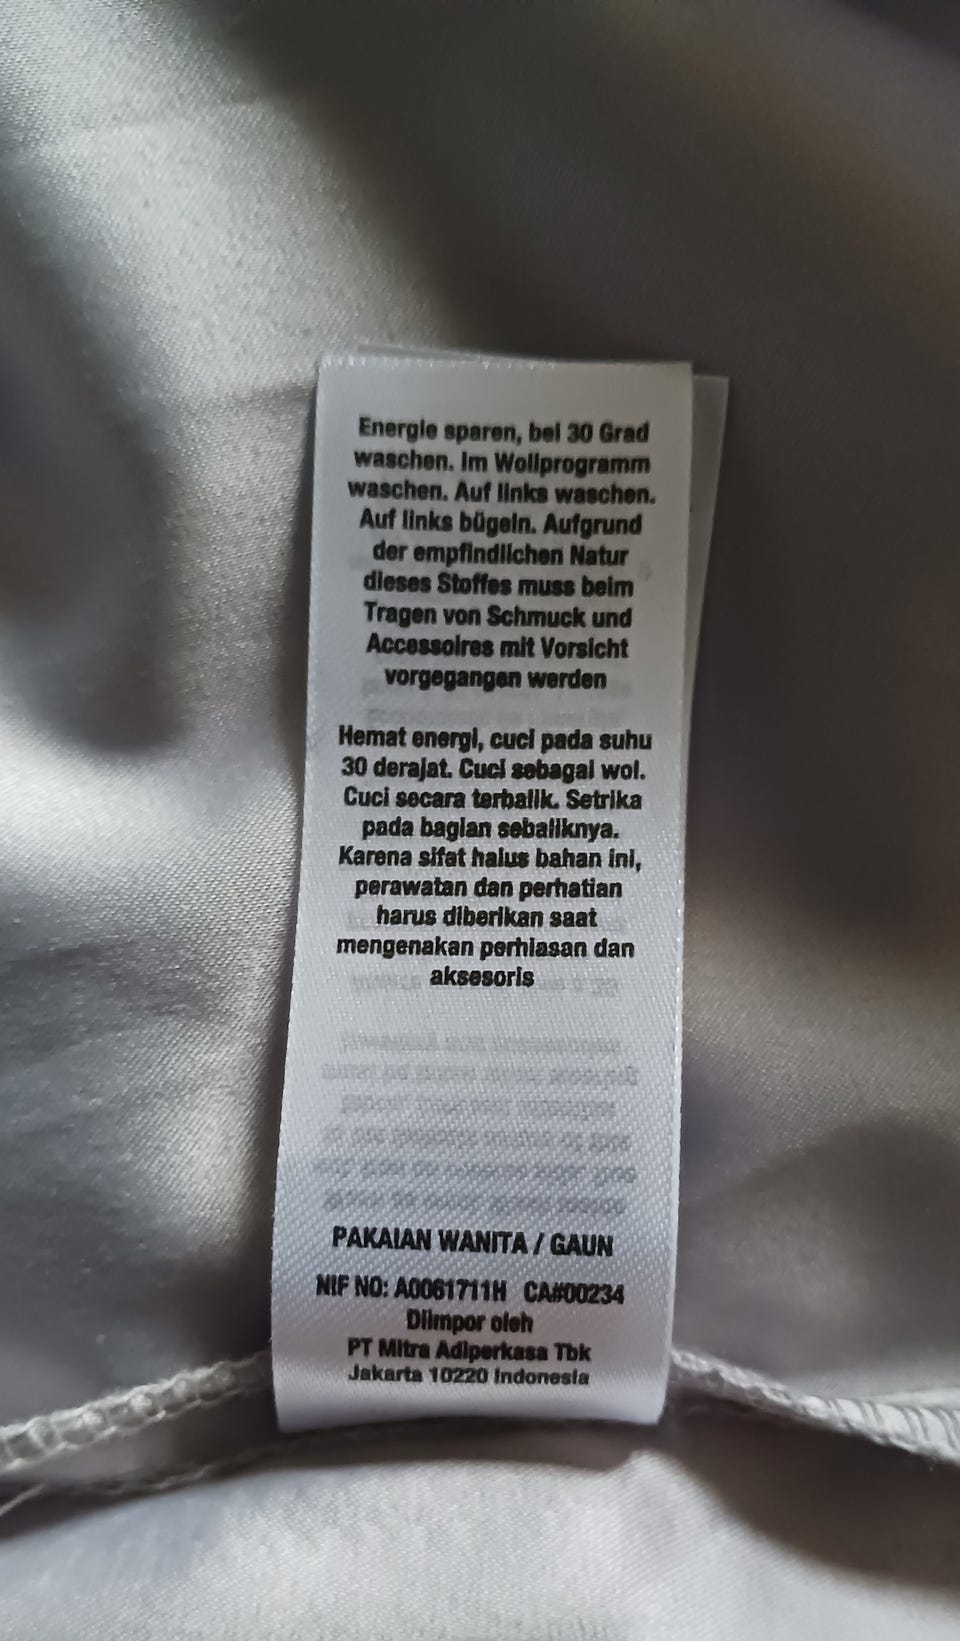 Energie sparen, bei 30 Grad
waschen. Im Wollprogramm
waschen. Auf links waschen.
Auf links bügeln. Aufgrund
der empfindlichen Natur
dieses Stoffes muss beim
Tragen von Schmuck und
Accessoires mit Vorsicht
vorgegangen werden
Hemat energi, cuci pada suhu
30 derajat. Cuci sebagai wol.
Cuci secara terbalik. Setrika
pada bagian sebaliknya.
Karena sifat halus bahan ini,
perawatan dan perhatian
harus diberikan saat
mengenakan perhiasan dan
aksesoris
PAKAIAN WANITA / GAUN
NIF NO: A0061711H CA#00234
Diimpor oleh
PT Mitra Adiperkasa Tbk
Jakarta 10220 Indonesia